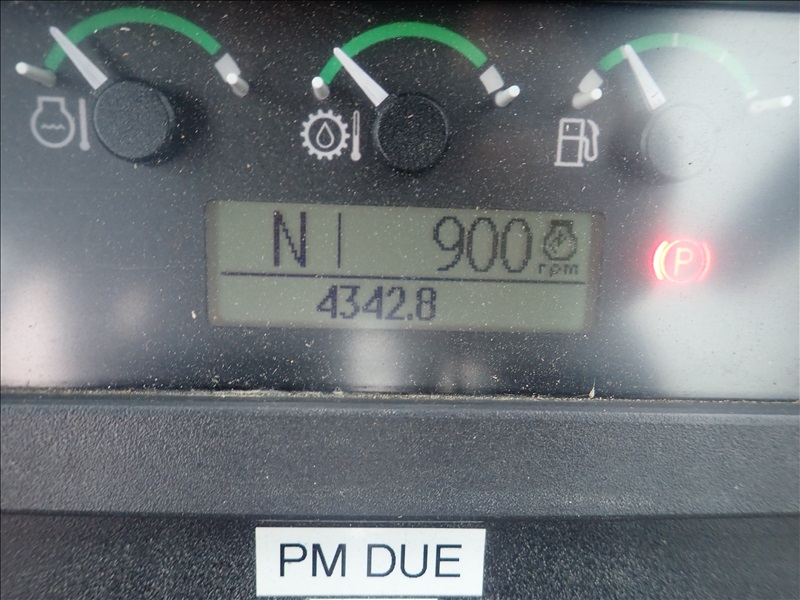 N 900
rpm
4342.8
P
PM DUE